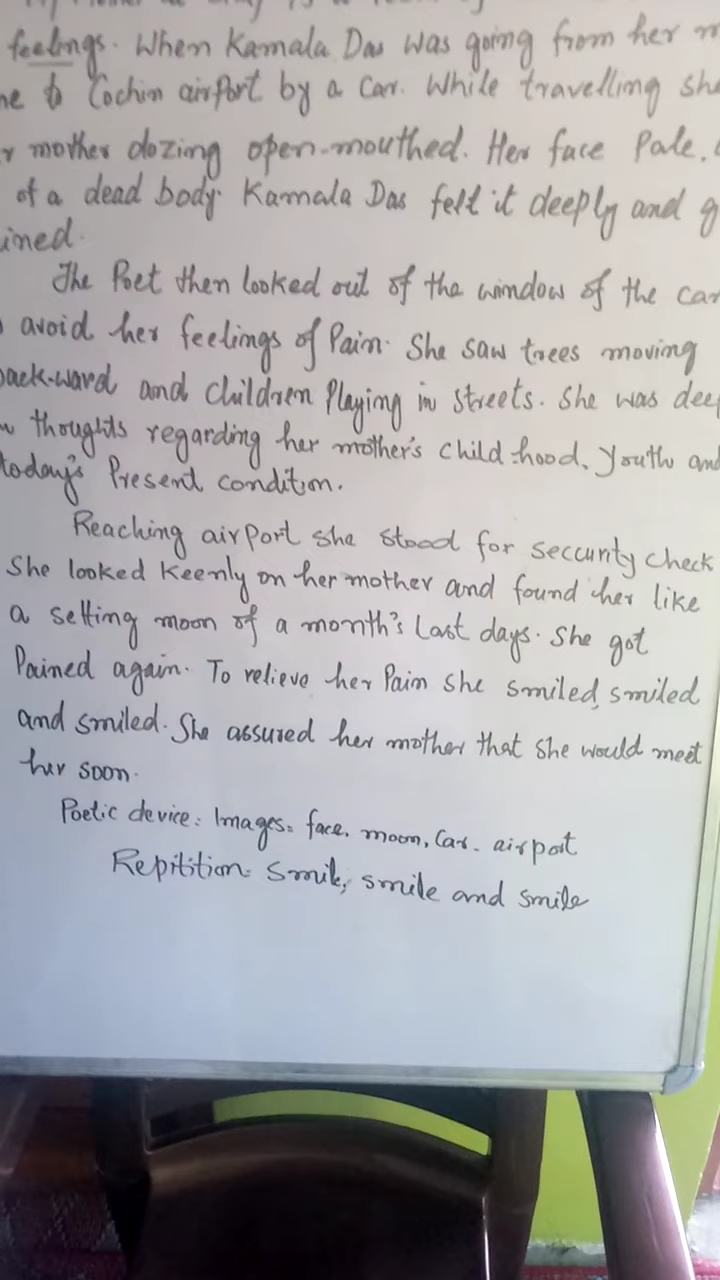 feelings. When Kamala Das was going from her
to Cochin airport by a car. While travelling she
mother dozing open-mouthed. Her face Pale.
of a dead body. Kamala Das felt it deeply and
ined.
The Poet then looked out of the window of the car
avoid her feelings of Pain. She saw trees moving
back-ward and children Playing in streets. She was deep
thoughts regarding her mother's child-hood, youth and
today's Present condition.
Reaching airport she stood for seccurity check
She looked keenly on her mother and found her like
a setting moon of a month's last days. She got
Pained again. To relieve her Pain she smiled, smiled
and smiled. She assured her mother that she would meet
her soon.
Poetic device: Images: face, moon, Car, airport
Repitition: Smile, smile and smile